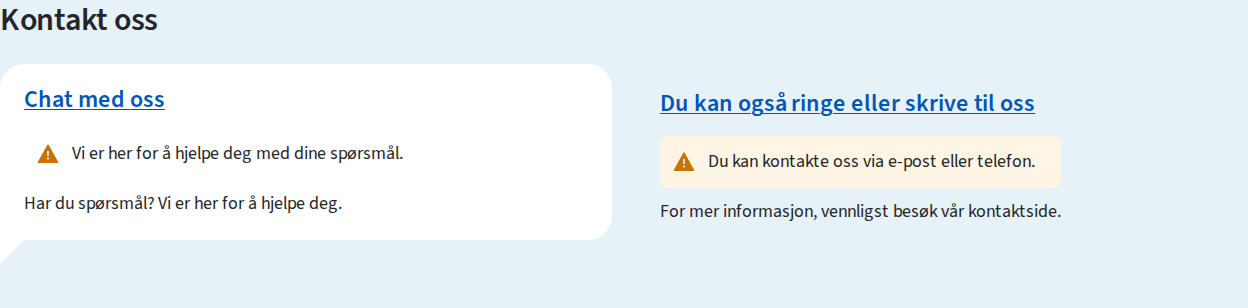 Kontakt oss
Chat med oss
Vi er her for å hjelpe deg med dine spørsmål.
Har du spørsmål? Vi er her for å hjelpe deg.
Du kan også ringe eller skrive til oss
Du kan kontakte oss via e-post eller telefon.
For mer informasjon, vennligst besøk vår kontaktside.